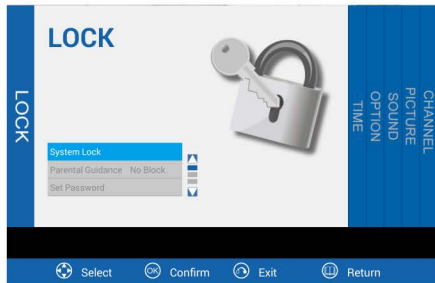 LOCK
LOCK
System Lock
Parental Guidance No Block
Set Password
TIME
OPTION
SOUND
PICTURE
CHANNEL
Select OK Confirm Exit Return